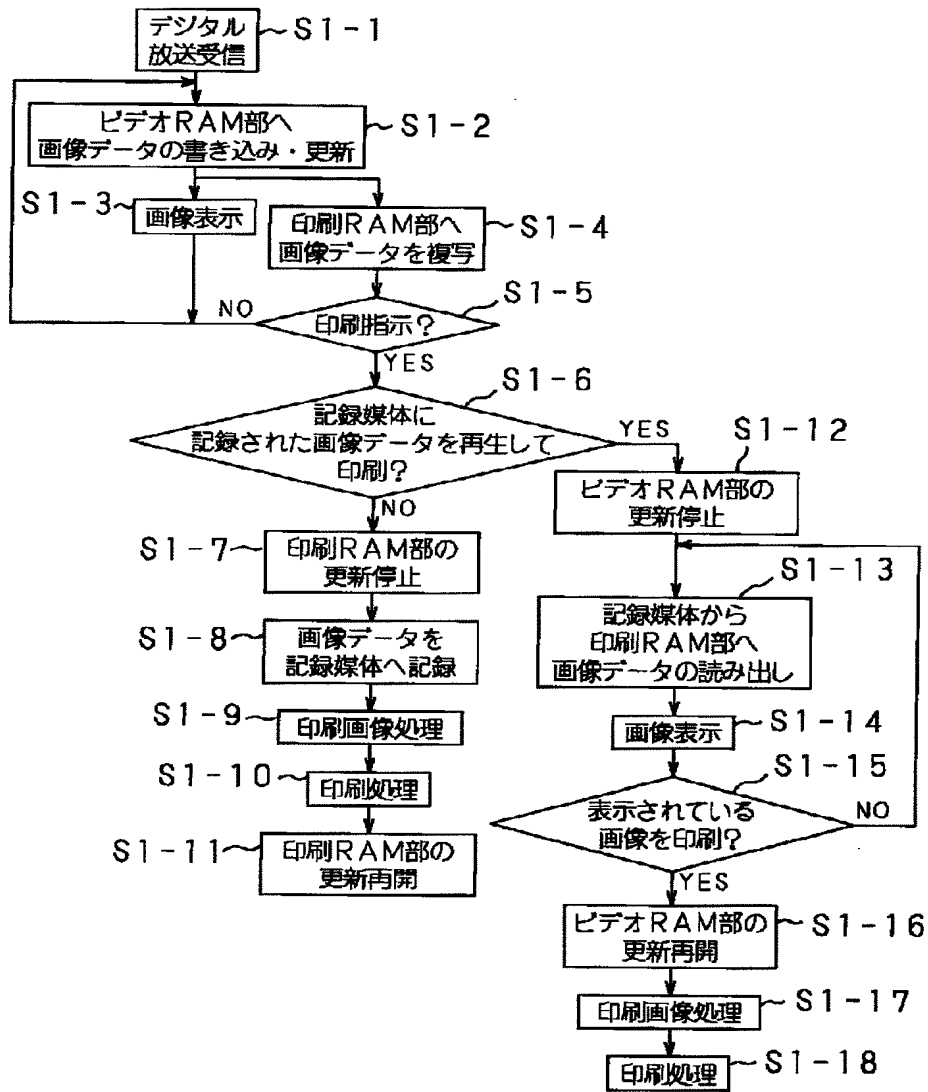 デジタル
放送受信
S1-1
ビデオRAM部へ
画像データの書き込み・更新
S1-2
S1-3
画像表示
印刷RAM部へ
画像データを複写
S1-4
S1-5
NO
印刷指示?
YES
S1-6
記録媒体に
記録された画像データを再生して
印刷?
YES
NO
S1-7
印刷RAM部の
更新停止
S1-8
画像データを
記録媒体へ記録
S1-9
印刷画像処理
S1-10
印刷処理
S1-11
印刷RAM部の
更新再開
S1-12
ビデオRAM部の
更新停止
S1-13
記録媒体から
印刷RAM部へ
画像データの読み出し
S1-14
画像表示
S1-15
表示されている
画像を印刷?
NO
YES
ビデオRAM部の
更新再開
S1-16
印刷画像処理
S1-17
印刷処理
S1-18